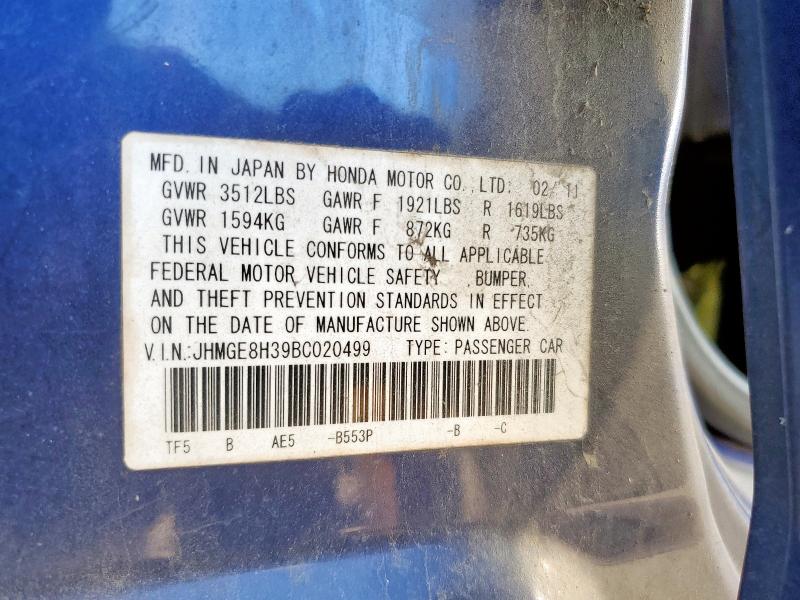 MFD. IN JAPAN BY HONDA MOTOR CO., LTD: 02/11
GVWR 3512LBS GAWR F 1921LBS R 1619LBS
GVWR 1594KG GAWR F 872KG R 735KG
THIS VEHICLE CONFORMS TO ALL APPLICABLE
FEDERAL MOTOR VEHICLE SAFETY , BUMPER,
AND THEFT PREVENTION STANDARDS IN EFFECT
ON THE DATE OF MANUFACTURE SHOWN ABOVE.
V.I.N.:JHMGE8H39BC020499 TYPE: PASSENGER CAR
TF5 B AE5 -B553P -B -C